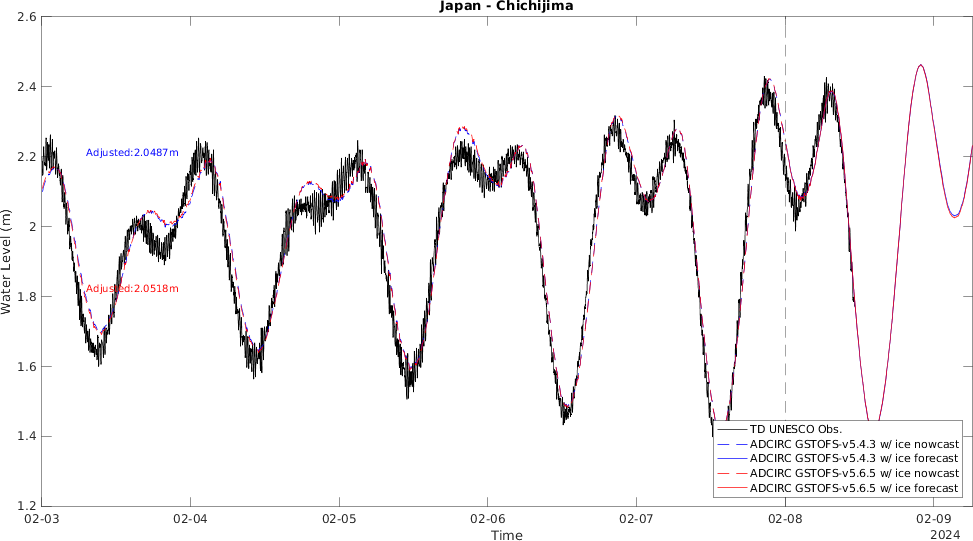 Japan - Chichijima
2.6
2.4
2.2
2
1.8
1.6
1.4
1.2
Water Level (m)
Adjusted:2.0487m
Adjusted:2.0518m
TD UNESCO Obs.
ADCIRC GSTOFS-v5.4.3 w/ ice nowcast
ADCIRC GSTOFS-v5.4.3 w/ ice forecast
ADCIRC GSTOFS-v5.6.5 w/ ice nowcast
ADCIRC GSTOFS-v5.6.5 w/ ice forecast
02-03 02-04 02-05 02-06 02-07 02-08 02-09
Time
2024